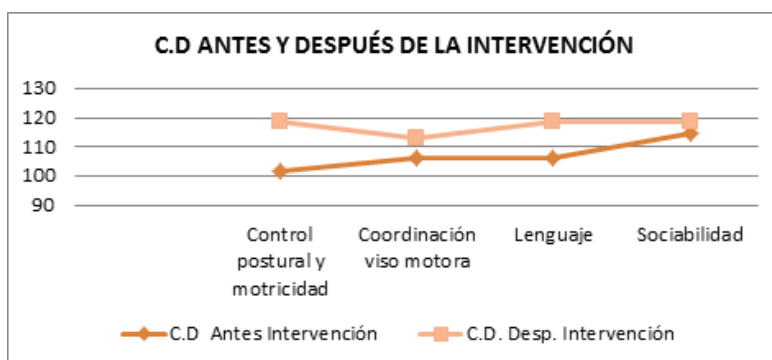 C.D ANTES Y DESPUÉS DE LA INTERVENCIÓN
130
120
110
100
90
Control
postural y
motricidad
Coordinación
viso motora
Lenguaje
Sociabilidad
C.D Antes Intervención
C.D. Desp. Intervención